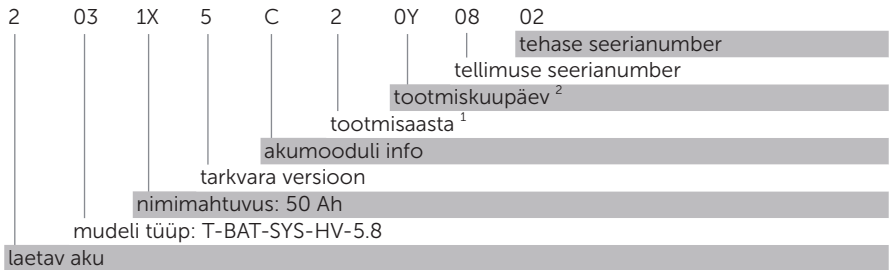 2 03 1X 5 C 2 0Y 08 02
tehase seerianumber
tellimuse seerianumber
tootmiskuupäev ²
tootmisaasta ¹
akumooduli info
tarkvara versioon
nimimahtuvus: 50 Ah
mudeli tüüp: T-BAT-SYS-HV-5.8
laetav aku